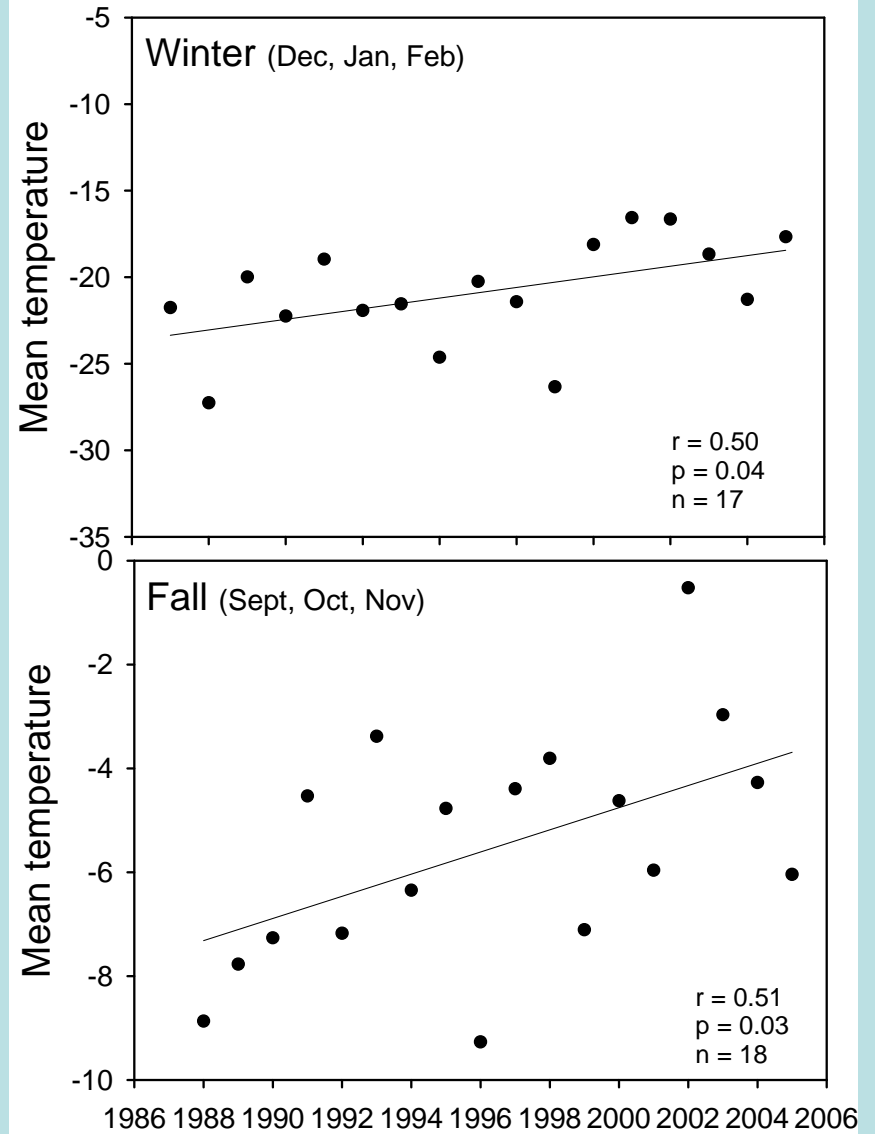 -5
Winter (Dec, Jan, Feb)
-10
-15
-20
-25
-30
-35
Mean temperature
r = 0.50
p = 0.04
n = 17
0
Fall (Sept, Oct, Nov)
-2
-4
-6
-8
-10
Mean temperature
r = 0.51
p = 0.03
n = 18
1986 1988 1990 1992 1994 1996 1998 2000 2002 2004 2006